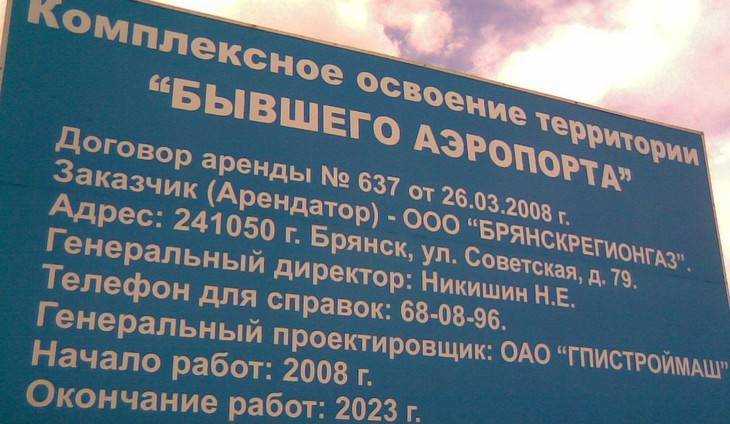 Комплексное освоение территории
“БЫВШЕГО АЭРОПОРТА”
Договор аренды № 637 от 26.03.2008 г.
Заказчик (Арендатор) - ООО “БРЯНСКРЕГИОНГАЗ”.
Адрес: 241050 г. Брянск, ул. Советская, д. 79.
Генеральный директор: Никишин Н.Е.
Телефон для справок: 68-08-96.
Генеральный проектировщик: ОАО “ГПИСТРОЙМАШ”
Начало работ: 2008 г.
Окончание работ: 2023 г.